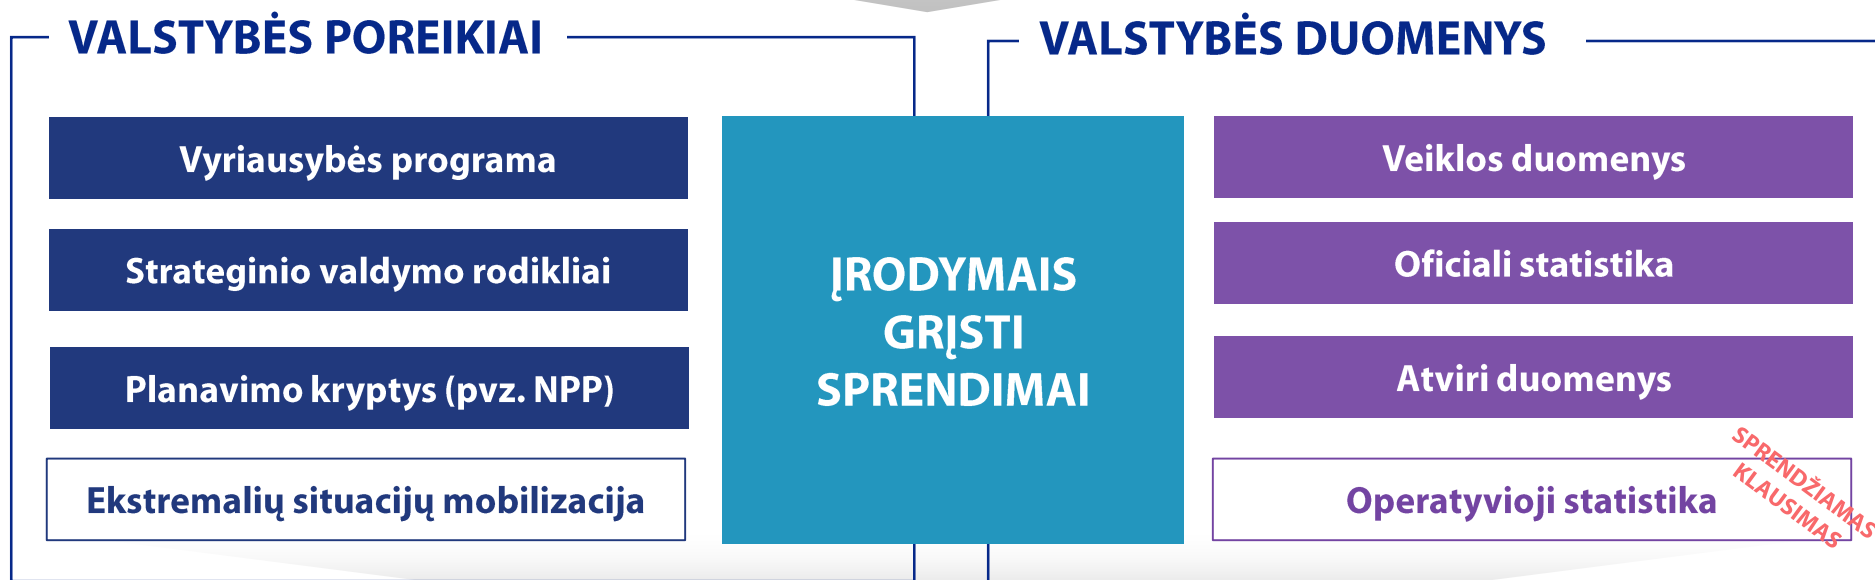 VALSTYBĖS POREIKIAI
Vyriausybės programa
Strateginio valdymo rodikliai
Planavimo kryptys (pvz. NPP)
Ekstremalių situacijų mobilizacija
ĮRODYMAIS
GRĮSTI
SPRENDIMAI
VALSTYBĖS DUOMENYS
Veiklos duomenys
Oficiali statistika
Atviri duomenys
Operatyvioji statistika
SPRENDŽIAMAS
KLAUSIMAS